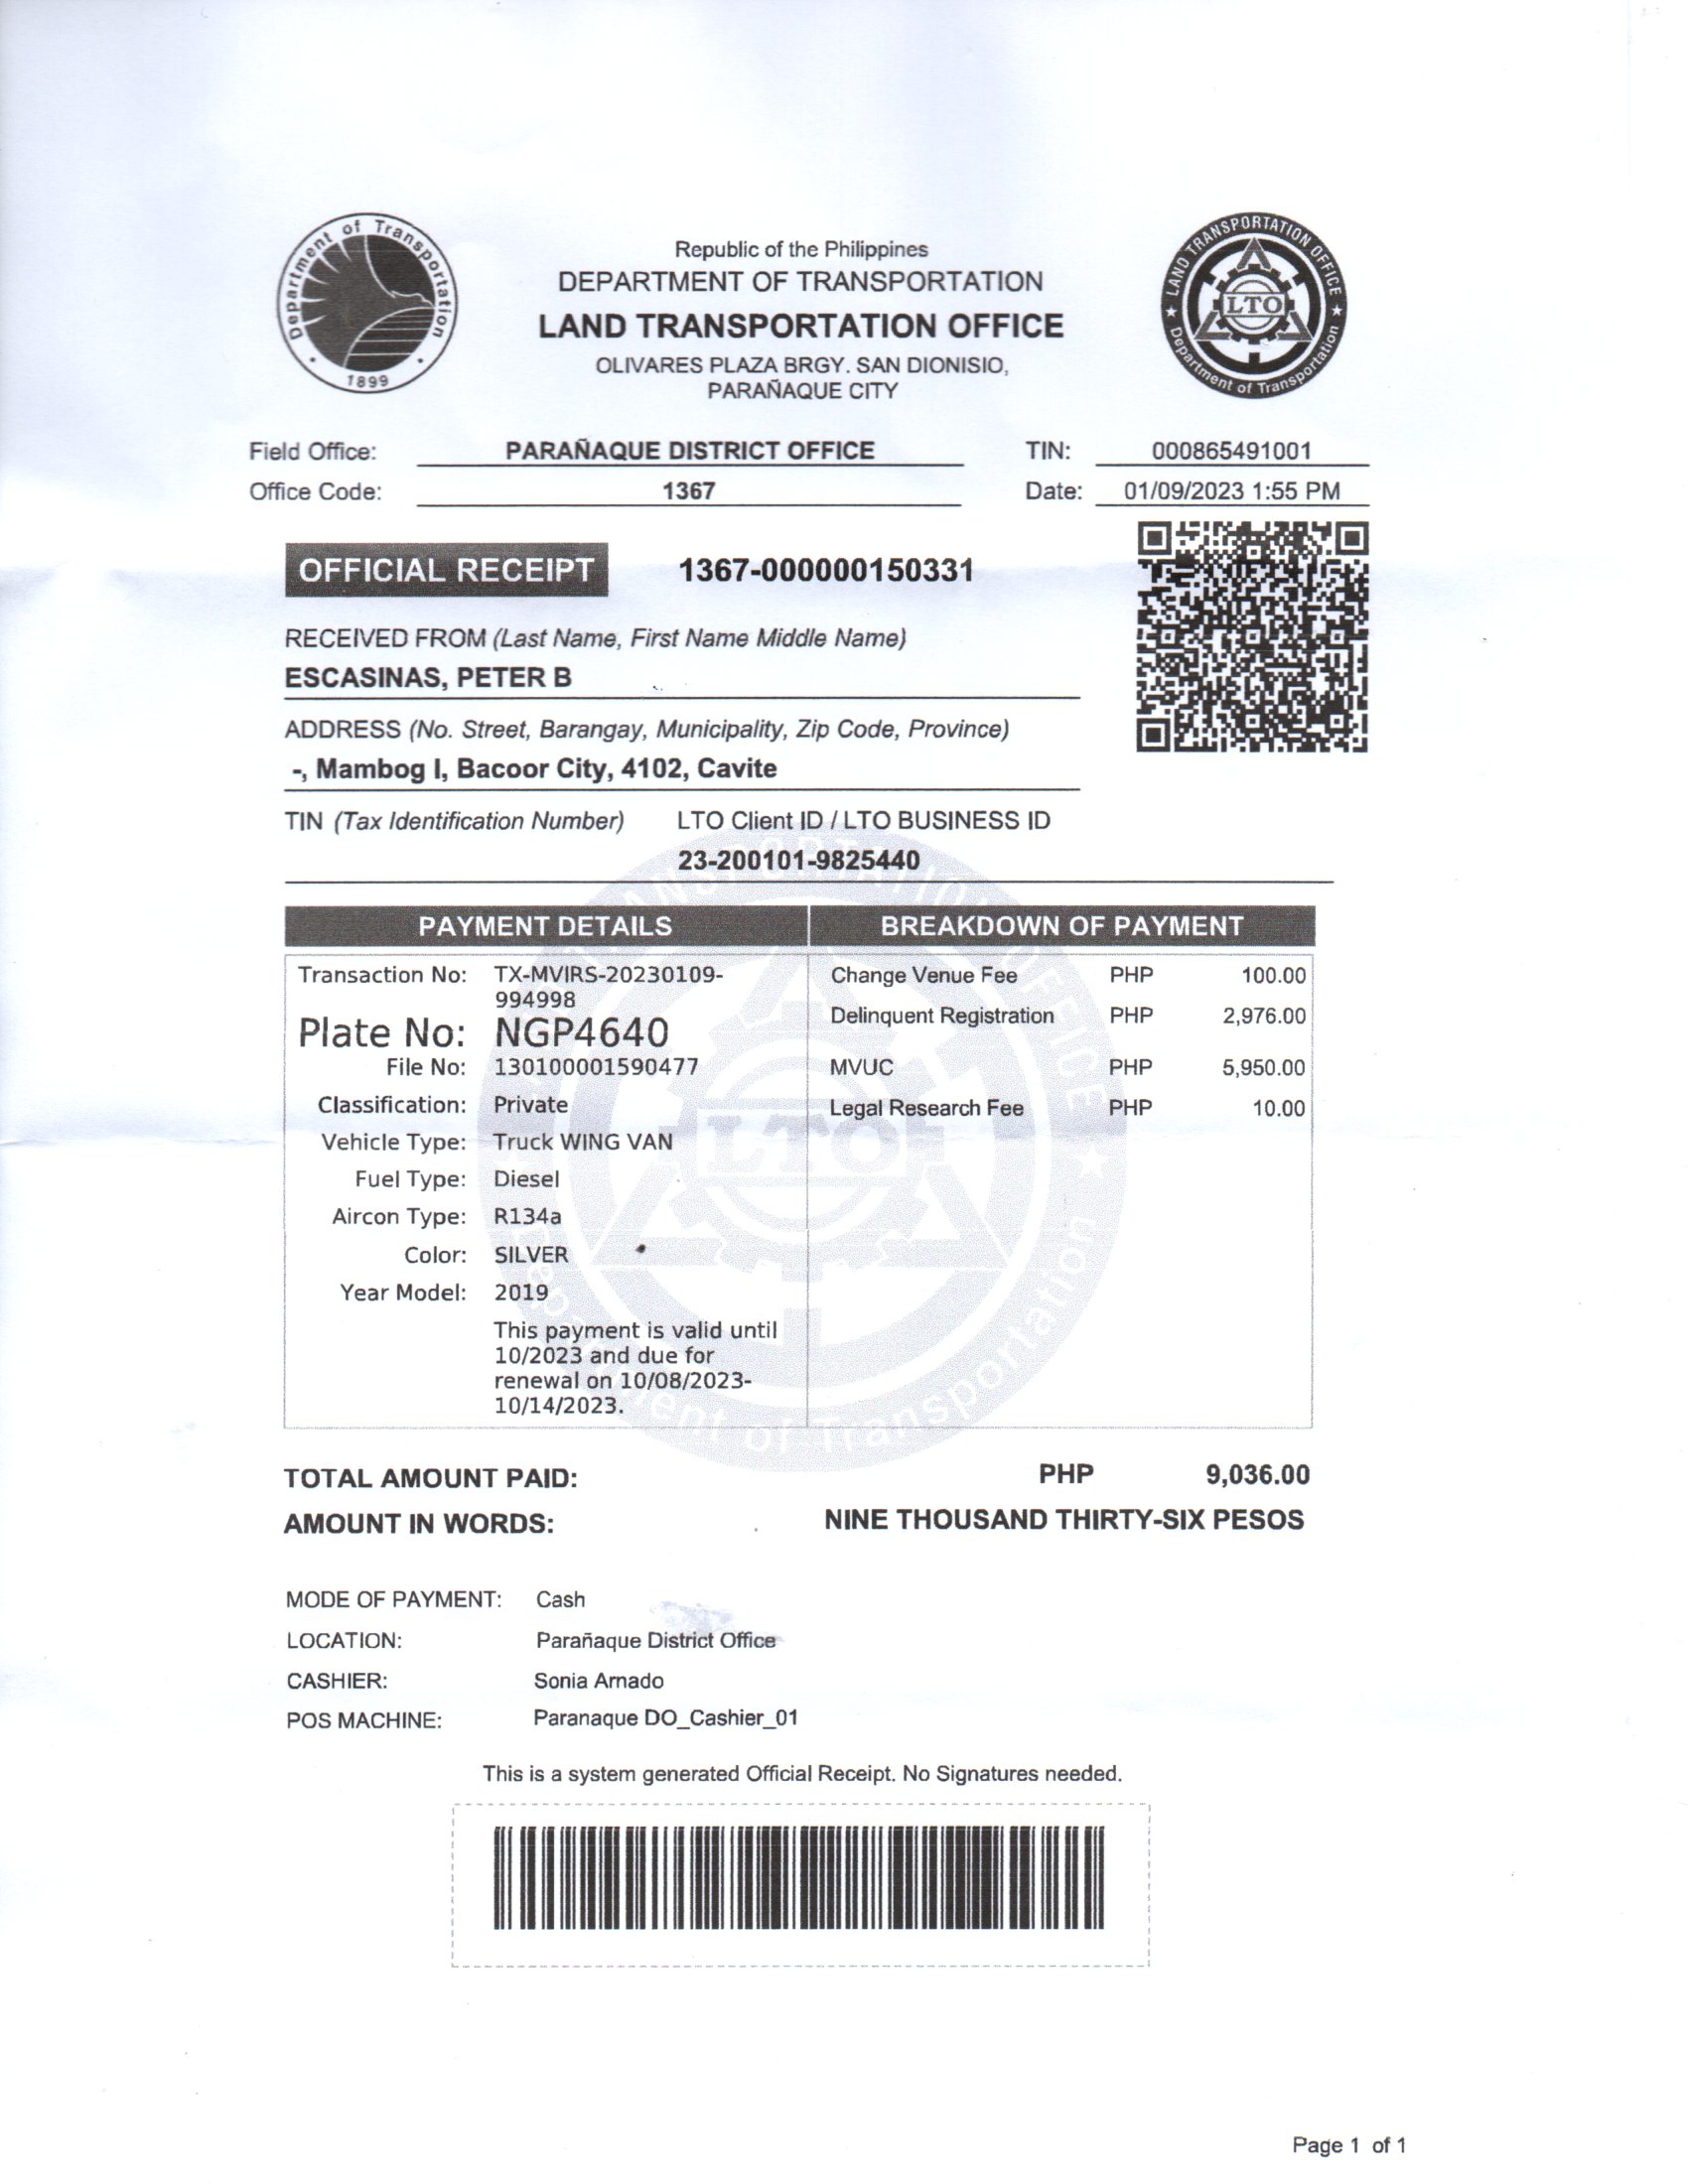 Department of Transportation
1899
Republic of the Philippines
DEPARTMENT OF TRANSPORTATION
LAND TRANSPORTATION OFFICE
OLIVARES PLAZA BRGY. SAN DIONISIO,
PARAÑAQUE CITY
LAND TRANSPORTATION OFFICE
LTO
Department of Transportation
Field Office: PARAÑAQUE DISTRICT OFFICE TIN: 000865491001
Office Code: 1367 Date: 01/09/2023 1:55 PM
OFFICIAL RECEIPT 1367-000000150331
RECEIVED FROM (Last Name, First Name Middle Name)
ESCASINAS, PETER B
ADDRESS (No. Street, Barangay, Municipality, Zip Code, Province)
-, Mambog I, Bacoor City, 4102, Cavite
TIN (Tax Identification Number) LTO Client ID / LTO BUSINESS ID
23-200101-9825440
PAYMENT DETAILS BREAKDOWN OF PAYMENT
Transaction No: TX-MVIRS-20230109-
994998
Plate No: NGP4640
File No: 130100001590477
Classification: Private
Vehicle Type: Truck WING VAN
Fuel Type: Diesel
Aircon Type: R134a
Color: SILVER
Year Model: 2019
This payment is valid until
10/2023 and due for
renewal on 10/08/2023-
10/14/2023.
Change Venue Fee PHP 100.00
Delinquent Registration PHP 2,976.00
MVUC PHP 5,950.00
Legal Research Fee PHP 10.00
LAND TRANSPORTATION OFFICE
LTO
Department of Transportation
TOTAL AMOUNT PAID: PHP 9,036.00
AMOUNT IN WORDS: NINE THOUSAND THIRTY-SIX PESOS
MODE OF PAYMENT: Cash
LOCATION: Parañaque District Office
CASHIER: Sonia Amado
POS MACHINE: Paranaque DO_Cashier_01
This is a system generated Official Receipt. No Signatures needed.
Page 1 of 1